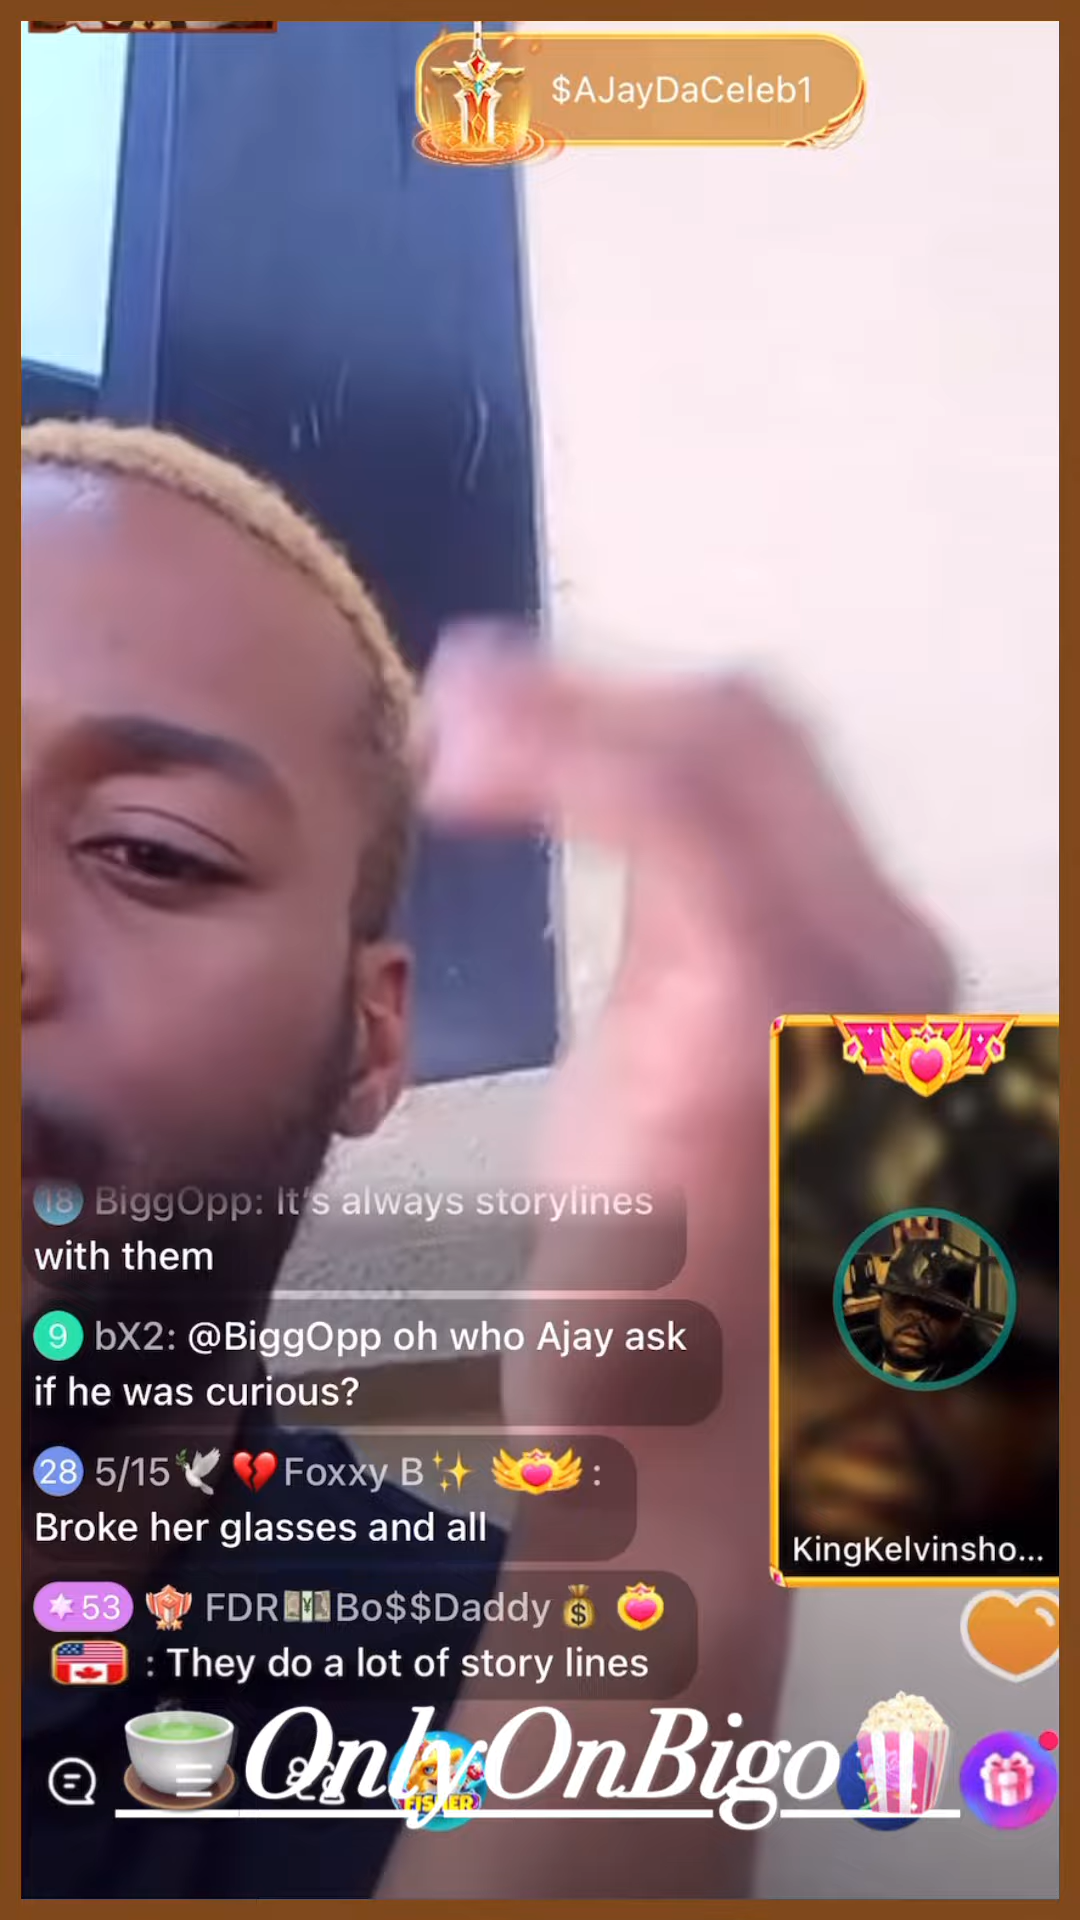 $AJayDaCeleb1
18 BiggOpp: It's always storylines
with them
9 bX2: @BiggOpp oh who Ajay ask
if he was curious?
28 5/15🕊️💔Foxxy B✨ :
Broke her glasses and all
53 FDR💴Bo$$Daddy💰
: They do a lot of story lines
KingKelvinsho...
🍵OnlyOnBigo🍿
FISHER